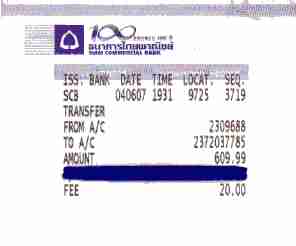 100
ธนาคารไทยพาณิชย์
SIAM COMMERCIAL BANK
ISS. BANK DATE TIME LOCAT. SEQ.
SCB 040607 1931 9725 3719
TRANSFER
FROM A/C 2309688
TO A/C 2372037785
AMOUNT 609.99
FEE 20.00